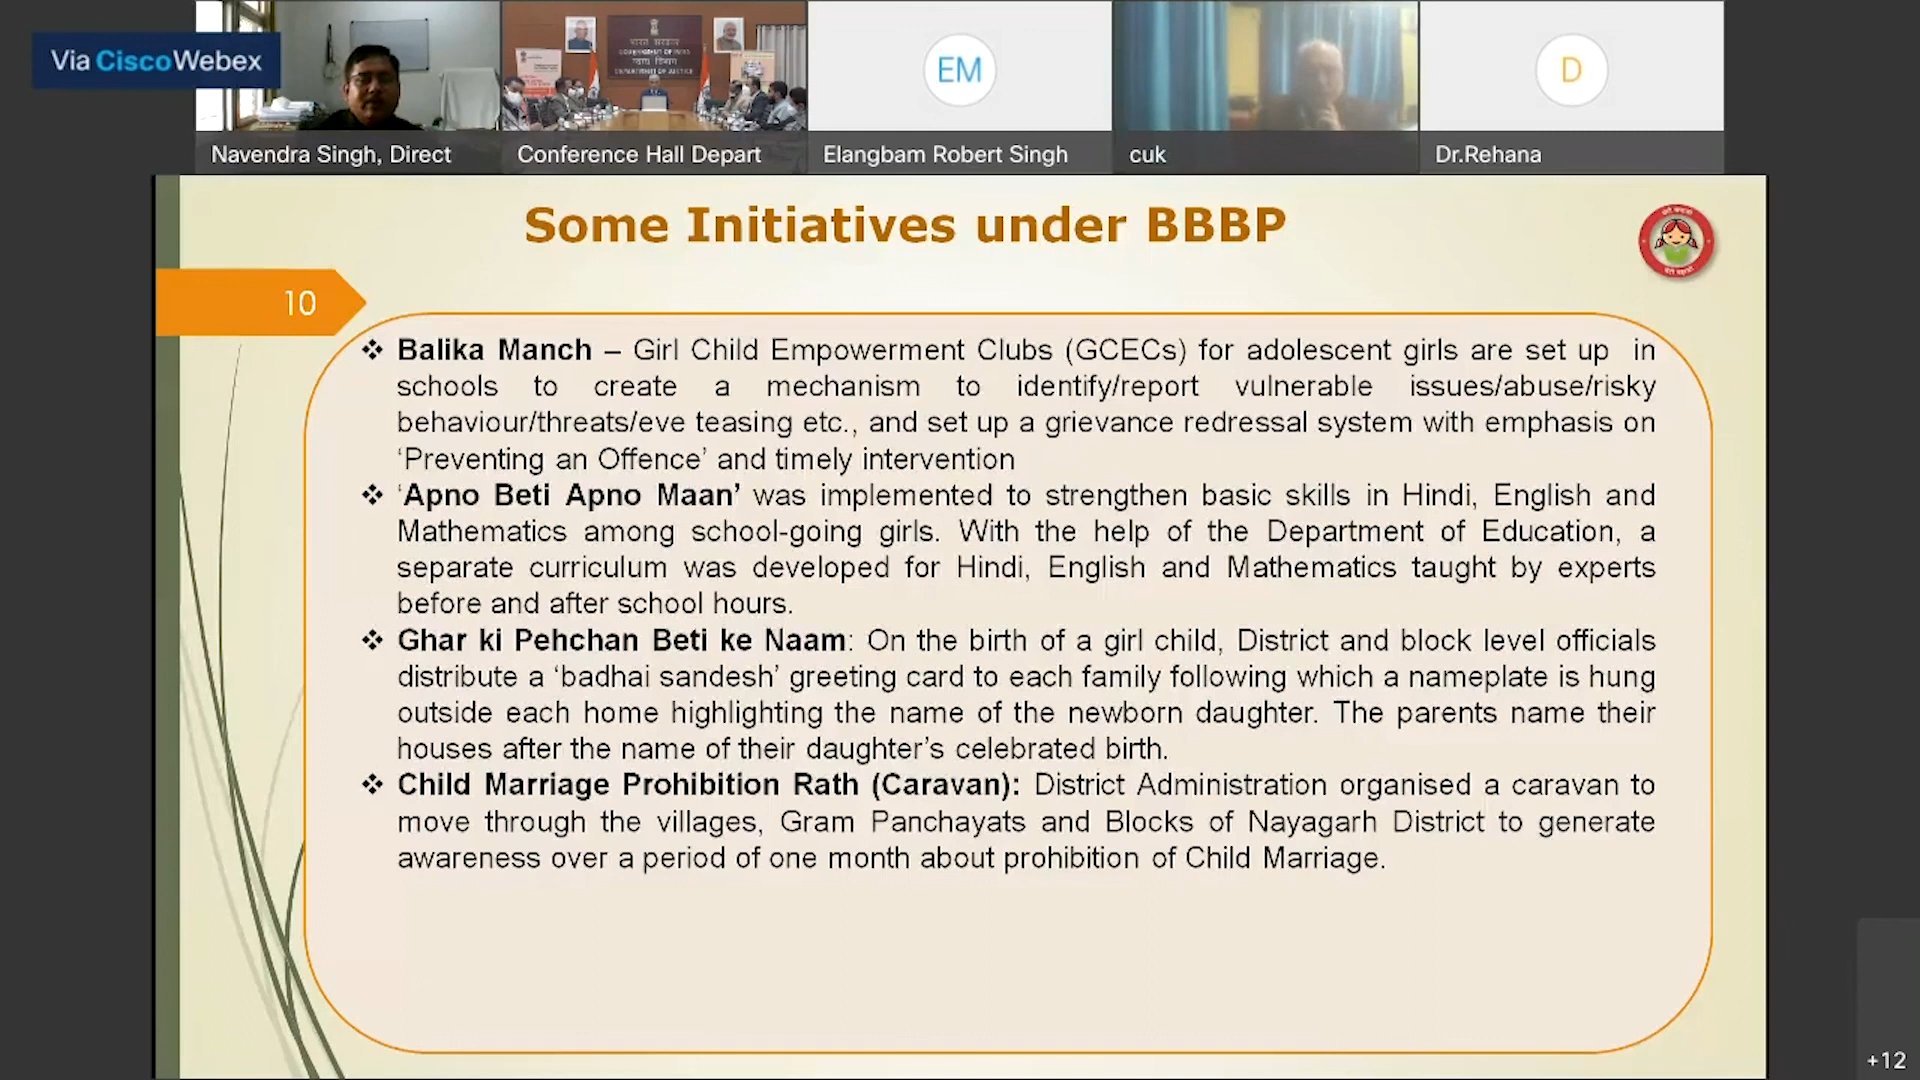 Via CiscoWebex
भारत सरकार
GOVERNMENT OF INDIA
न्याय विभाग
DEPARTMENT OF JUSTICE
EM
D
Navendra Singh, Direct
Conference Hall Depart
Elangbam Robert Singh
cuk
Dr.Rehana
Some Initiatives under BBBP
10
❖ Balika Manch – Girl Child Empowerment Clubs (GCECs) for adolescent girls are set up in
schools to create a mechanism to identify/report vulnerable issues/abuse/risky
behaviour/threats/eve teasing etc., and set up a grievance redressal system with emphasis on
‘Preventing an Offence’ and timely intervention
❖ ‘Apno Beti Apno Maan’ was implemented to strengthen basic skills in Hindi, English and
Mathematics among school-going girls. With the help of the Department of Education, a
separate curriculum was developed for Hindi, English and Mathematics taught by experts
before and after school hours.
❖ Ghar ki Pehchan Beti ke Naam: On the birth of a girl child, District and block level officials
distribute a ‘badhai sandesh’ greeting card to each family following which a nameplate is hung
outside each home highlighting the name of the newborn daughter. The parents name their
houses after the name of their daughter’s celebrated birth.
❖ Child Marriage Prohibition Rath (Caravan): District Administration organised a caravan to
move through the villages, Gram Panchayats and Blocks of Nayagarh District to generate
awareness over a period of one month about prohibition of Child Marriage.
+12